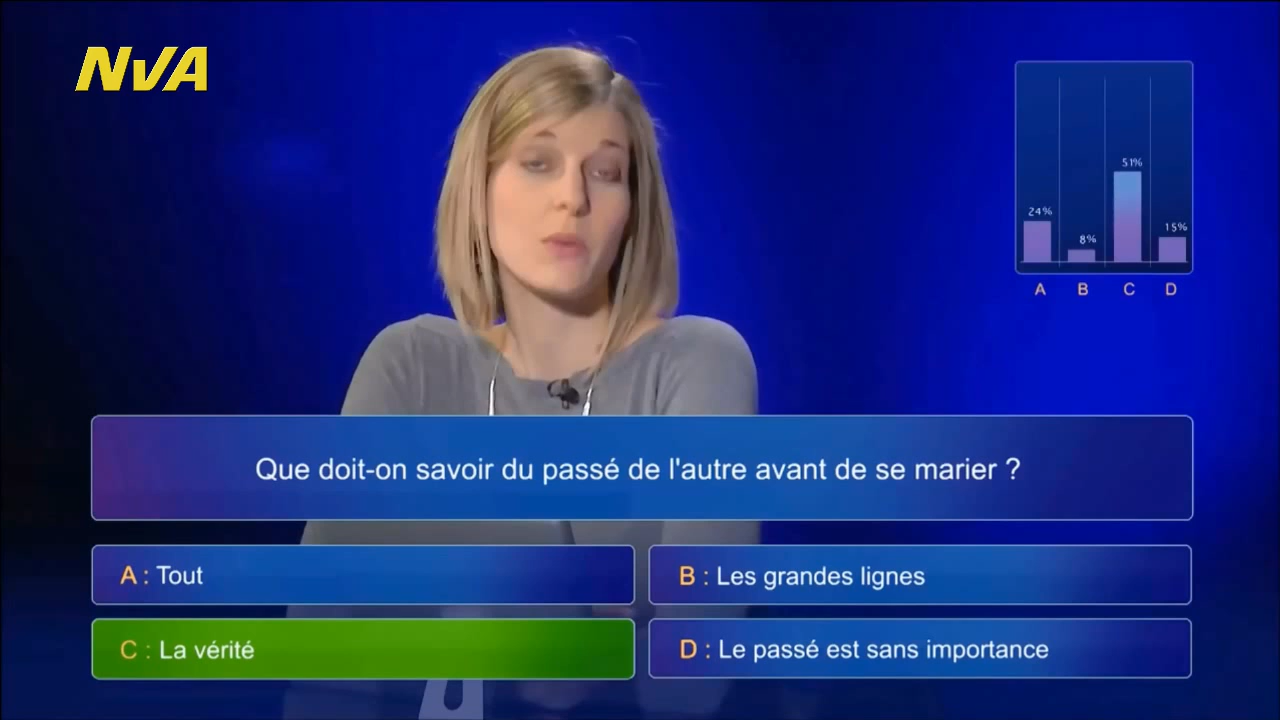 NVA
51%
24%
15%
8%
A B C D
Que doit-on savoir du passé de l'autre avant de se marier ?
A : Tout
B : Les grandes lignes
C : La vérité
D : Le passé est sans importance